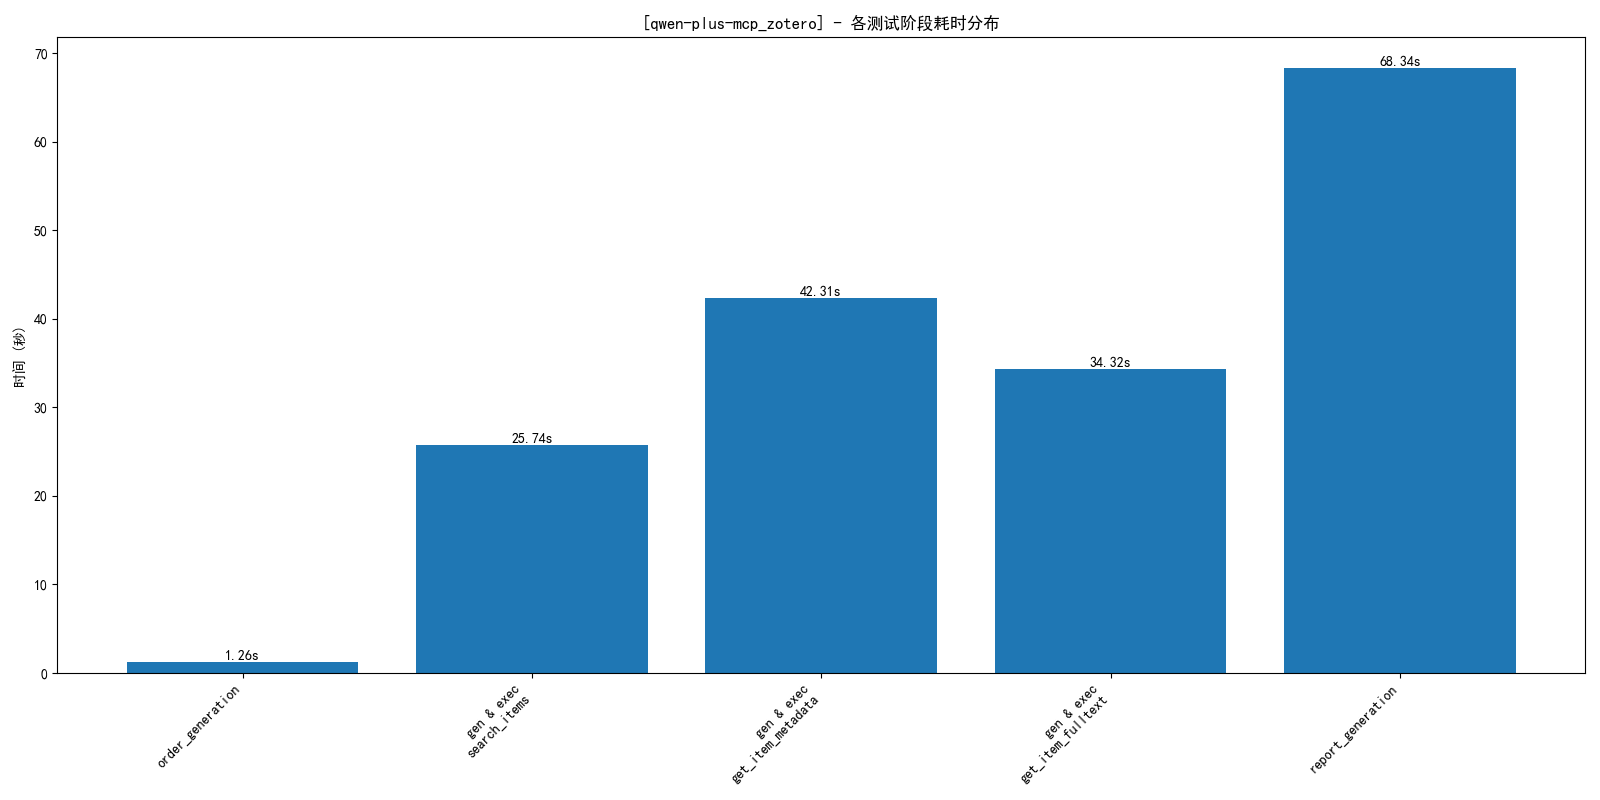 [qwen-plus-mcp_zotero] - 各测试阶段耗时分布
时间 (秒)
70
60
50
40
30
20
10
0
1.26s
25.74s
42.31s
34.32s
68.34s
order_generation
gen & exec
search_items
gen & exec
get_item_metadata
gen & exec
get_item_fulltext
report_generation